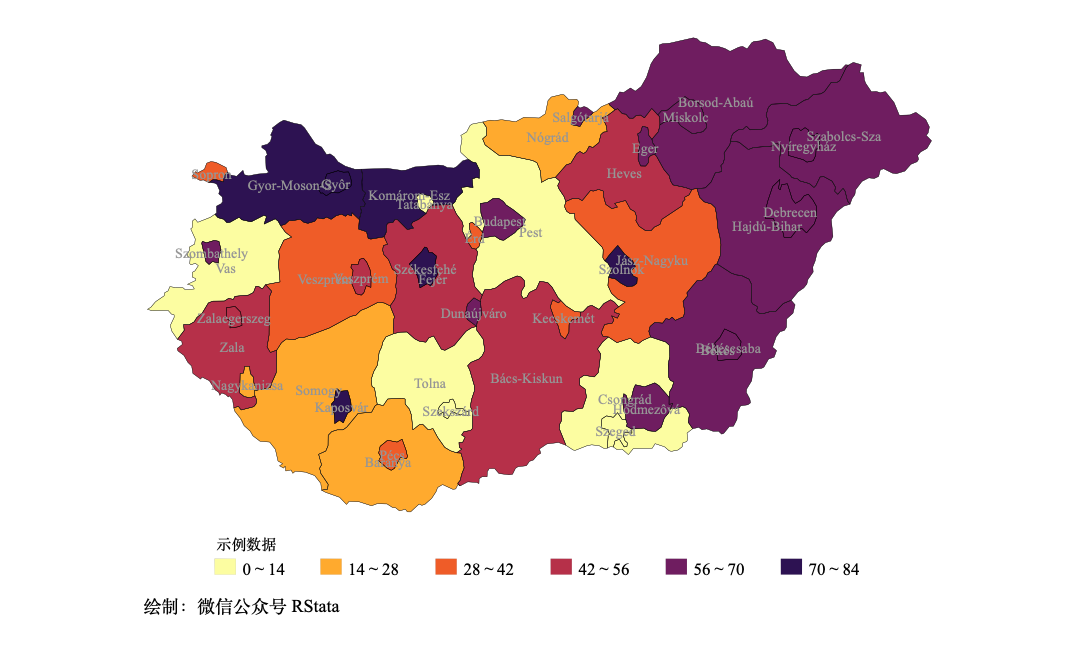 Borsod-Abaú
Salgótarja
Miskolc
Nógrád
Szabolcs-Sza
Eger
Nyíregyház
Sopron
Heves
Gyor-Moson-S
Győr
Komárom-Esz
Tatabánya
Debrecen
Budapest
Hajdú-Bihar
Pest
Érd
Szombathely
Vas
Jász-Nagyku
Székesfehé
Szolnok
Veszprém
Veszprém
Fejér
Dunaújváro
Zalaegerszeg
Kecskemét
Zala
Békéscsaba
Békés
Bács-Kiskun
Tolna
Nagykanizsa
Somogy
Csongrád
Kaposvár
Szekszárd
Hódmezővá
Szeged
Pécs
Baranya
示例数据
0 ~ 14
14 ~ 28
28 ~ 42
42 ~ 56
56 ~ 70
70 ~ 84
绘制：微信公众号 RStata